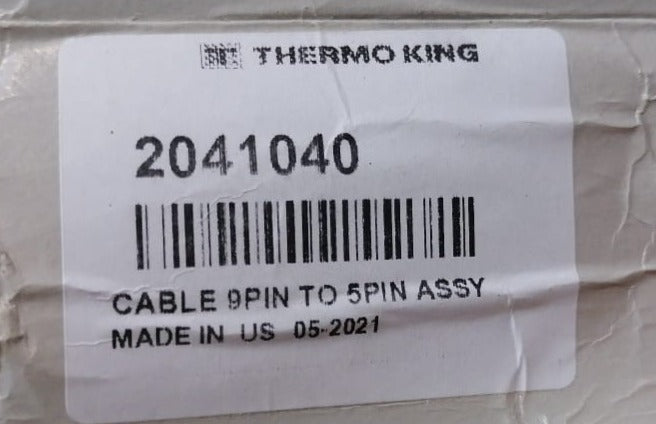 THERMO KING
2041040
CABLE 9PIN TO 5PIN ASSY
MADE IN US 05-2021